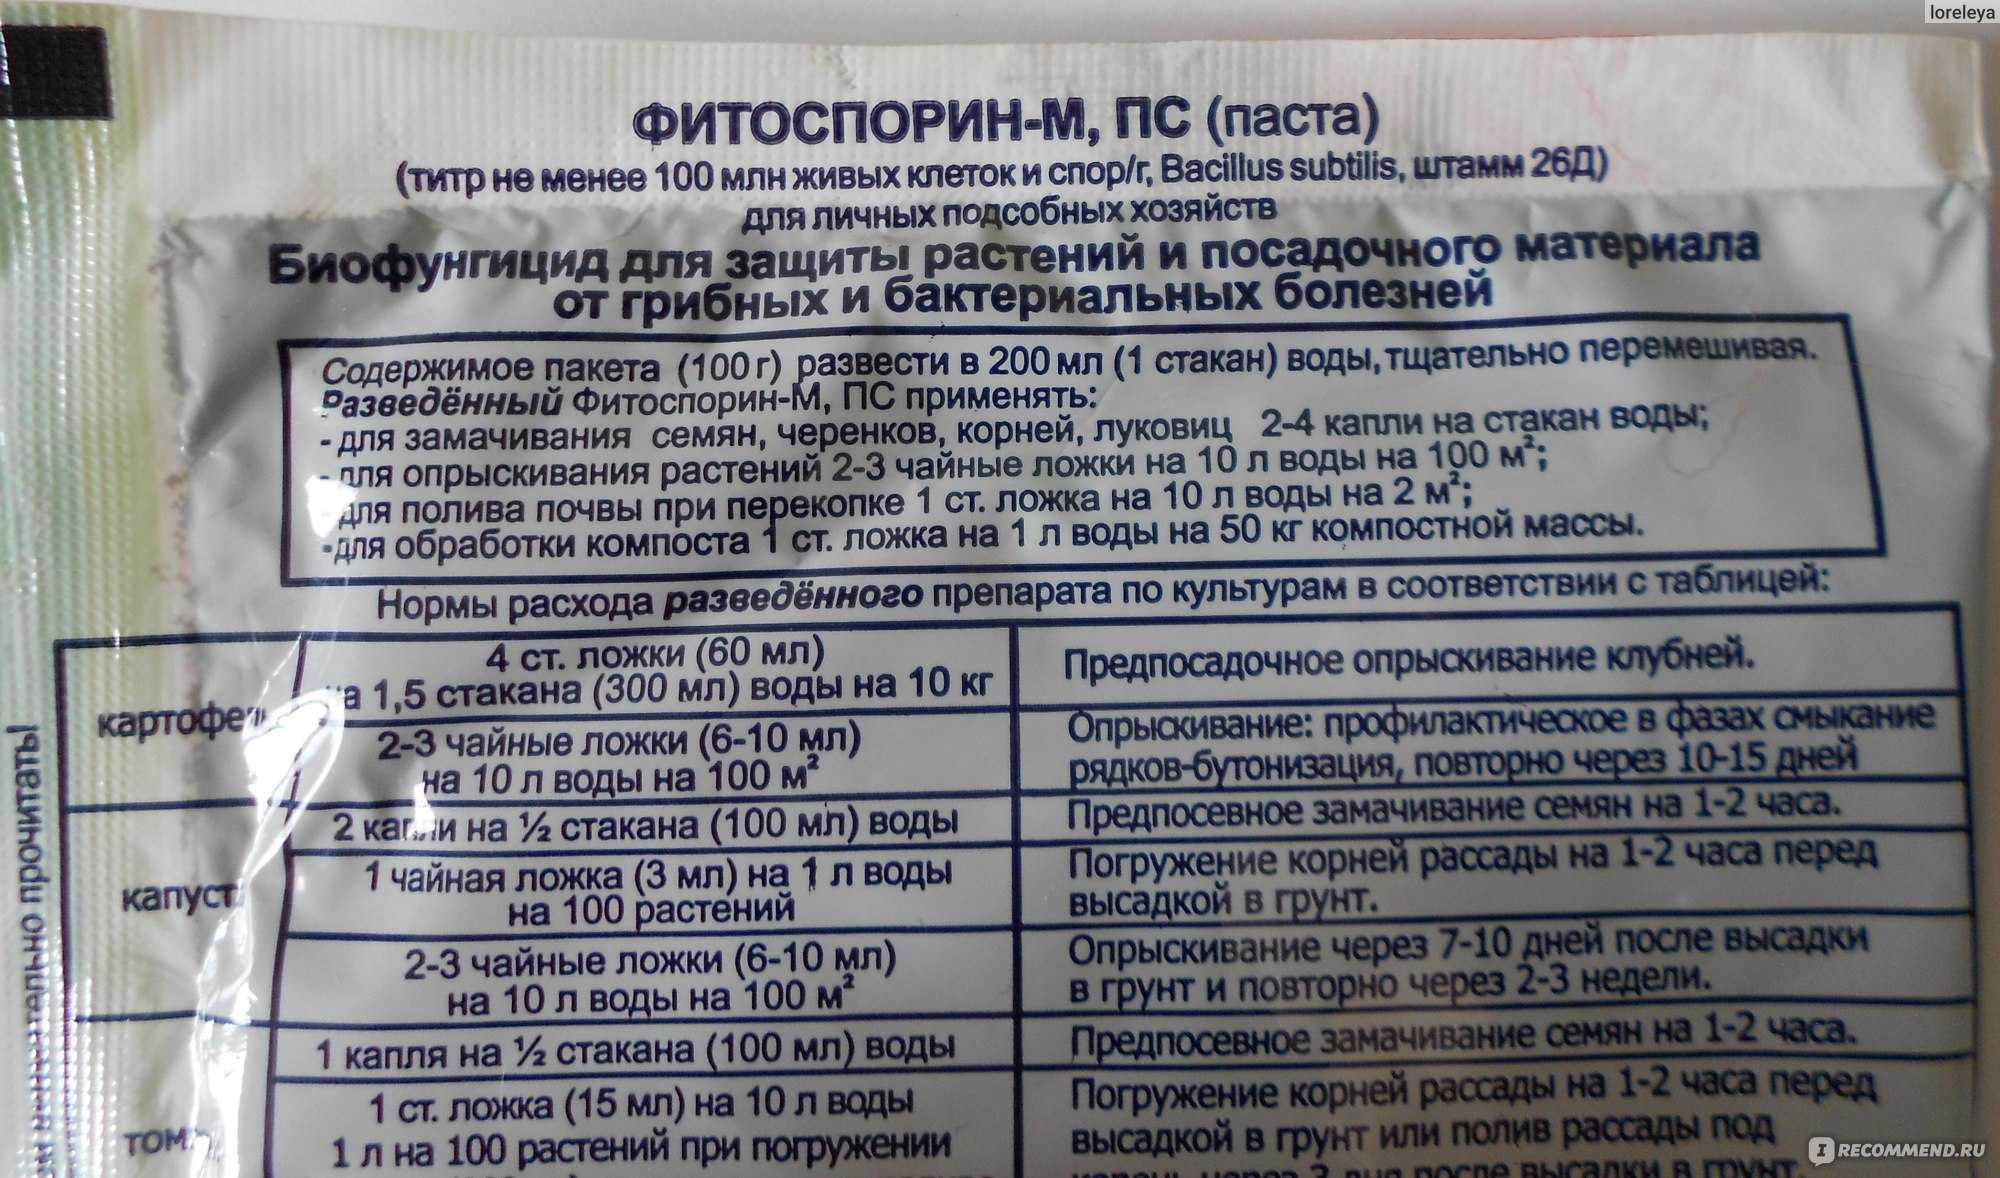 loreleya
ФИТОСПОРИН-М, ПС (паста)
(титр не менее 100 млн живых клеток и спор/г, Bacillus subtilis, штамм 26Д)
для личных подсобных хозяйств
Биофунгицид для защиты растений и посадочного материала
от грибных и бактериальных болезней
Содержимое пакета (100 г) развести в 200 мл (1 стакан) воды, тщательно перемешивая.
Разведённый Фитоспорин-М, ПС применять:
- для замачивания семян, черенков, корней, луковиц 2-4 капли на стакан воды;
- для опрыскивания растений 2-3 чайные ложки на 10 л воды на 100 м²;
- для полива почвы при перекопке 1 ст. ложка на 10 л воды на 2 м²;
- для обработки компоста 1 ст. ложка на 1 л воды на 50 кг компостной массы.
Нормы расхода разведённого препарата по культурам в соответствии с таблицей:
картофель
4 ст. ложки (60 мл)
на 1,5 стакана (300 мл) воды на 10 кг
Предпосадочное опрыскивание клубней.
2-3 чайные ложки (6-10 мл)
на 10 л воды на 100 м²
Опрыскивание: профилактическое в фазах смыкание
рядков-бутонизация, повторно через 10-15 дней
капуст
2 капли на ½ стакана (100 мл) воды
Предпосевное замачивание семян на 1-2 часа.
1 чайная ложка (3 мл) на 1 л воды
на 100 растений
Погружение корней рассады на 1-2 часа перед
высадкой в грунт.
2-3 чайные ложки (6-10 мл)
на 10 л воды на 100 м²
Опрыскивание через 7-10 дней после высадки
в грунт и повторно через 2-3 недели.
том
1 капля на ½ стакана (100 мл) воды
Предпосевное замачивание семян на 1-2 часа.
1 ст. ложка (15 мл) на 10 л воды
1 л на 100 растений при погружении
Погружение корней рассады на 1-2 часа перед
высадкой в грунт или полив рассады под
корень через 3 дня после высадки в грунт.
прочитать!
IRECOMMEND.RU